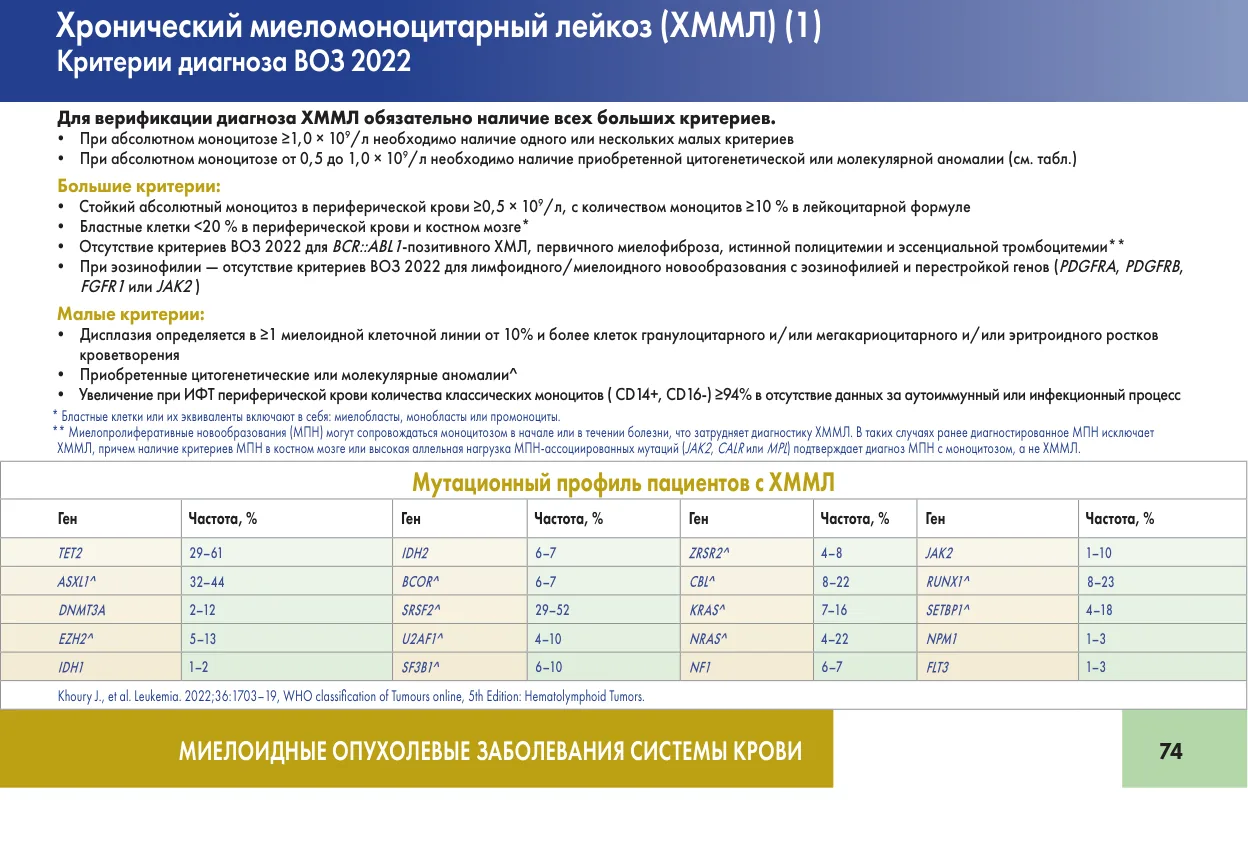 Хронический миеломоноцитарный лейкоз (ХММЛ) (1)
Критерии диагноза ВОЗ 2022
Для верификации диагноза ХММЛ обязательно наличие всех больших критериев.
• При абсолютном моноцитозе ≥1,0 × 10⁹/л необходимо наличие одного или нескольких малых критериев
• При абсолютном моноцитозе от 0,5 до 1,0 × 10⁹/л необходимо наличие приобретенной цитогенетической или молекулярной аномалии (см. табл.)
Большие критерии:
• Стойкий абсолютный моноцитоз в периферической крови ≥0,5 × 10⁹/л, с количеством моноцитов ≥10 % в лейкоцитарной формуле
• Бластные клетки <20 % в периферической крови и костном мозге*
• Отсутствие критериев ВОЗ 2022 для BCR::ABL1-позитивного ХМЛ, первичного миелофиброза, истинной полицитемии и эссенциальной тромбоцитемии**
• При эозинофилии — отсутствие критериев ВОЗ 2022 для лимфоидного/миелоидного новообразования с эозинофилией и перестройкой генов (PDGFRA, PDGFRB,
FGFR1 или JAK2 )
Малые критерии:
• Дисплазия определяется в ≥1 миелоидной клеточной линии от 10% и более клеток гранулоцитарного и/или мегакариоцитарного и/или эритроидного ростков
кроветворения
• Приобретенные цитогенетические или молекулярные аномалии^
• Увеличение при ИФТ периферической крови количества классических моноцитов ( CD14+, CD16-) ≥94% в отсутствие данных за аутоиммунный или инфекционный процесс
* Бластные клетки или их эквиваленты включают в себя: миелобласты, монобласты или промоноциты.
** Миелопролиферативные новообразования (МПН) могут сопровождаться моноцитозом в начале или в течении болезни, что затрудняет диагностику ХММЛ. В таких случаях ранее диагностированное МПН исключает
ХММЛ, причем наличие критериев МПН в костном мозге или высокая аллельная нагрузка МПН-ассоциированных мутаций (JAK2, CALR или MPL) подтверждает диагноз МПН с моноцитозом, а не ХММЛ.
Мутационный профиль пациентов с ХММЛ
Ген Частота, % Ген Частота, % Ген Частота, % Ген Частота, %
TET2 29–61 IDH2 6–7 ZRSR2^ 4–8 JAK2 1–10
ASXL1^ 32–44 BCOR^ 6–7 CBL^ 8–22 RUNX1^ 8–23
DNMT3A 2–12 SRSF2^ 29–52 KRAS^ 7–16 SETBP1^ 4–18
EZH2^ 5–13 U2AF1^ 4–10 NRAS^ 4–22 NPM1 1–3
IDH1 1–2 SF3B1^ 6–10 NF1 6–7 FLT3 1–3
Khoury J., et al. Leukemia. 2022;36:1703–19, WHO classification of Tumours online, 5th Edition: Hematolymphoid Tumors.
МИЕЛОИДНЫЕ ОПУХОЛЕВЫЕ ЗАБОЛЕВАНИЯ СИСТЕМЫ КРОВИ
74